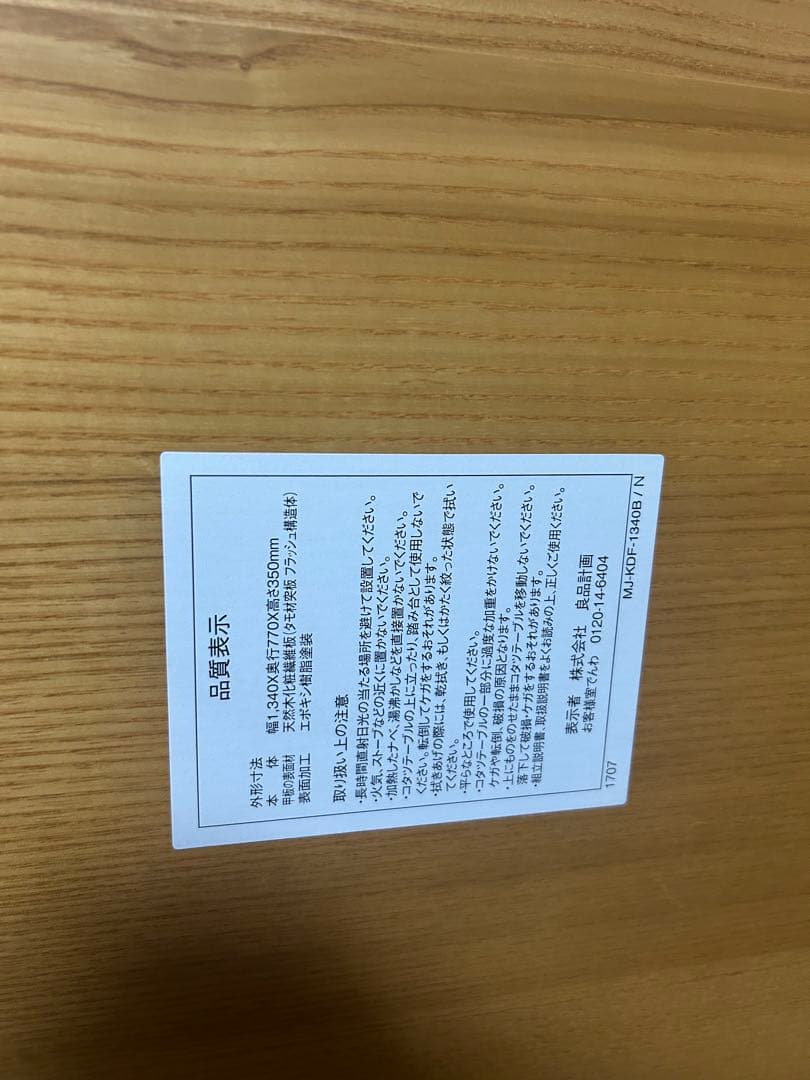 品質表示
外形寸法
本　体　幅1,340X奥行770X高さ350mm
甲板の表面材　天然木化粧繊維板(タモ材突板 フラッシュ構造体)
表面加工　エポキシ樹脂塗装
取り扱い上の注意
・長時間直射日光の当たる場所を避けて設置してください。
・火気、ストーブなどの近くに置かないでください。
・加熱したナベ、湯沸かしなどを直接置かないでください。
・コタツテーブルの上に立ったり、踏み台として使用しないで
ください。転倒してケガをするおそれがあります。
・拭きあげの際には、乾拭き、もしくはかたく絞った状態で拭い
てください。
・平らなところで使用してください。
・コタツテーブルの一部分に過度な加重をかけないでください。
ケガや転倒、破損の原因となります。
・上にものをのせたままコタツテーブルを移動しないでください。
落下して破損・ケガをするおそれがあります。
・組立説明書、取扱説明書をよくお読みの上、正しくご使用ください。
表示者　株式会社　良品計画
お客様室でんわ　0120-14-6404
1707
MJ-KDF-1340B / N